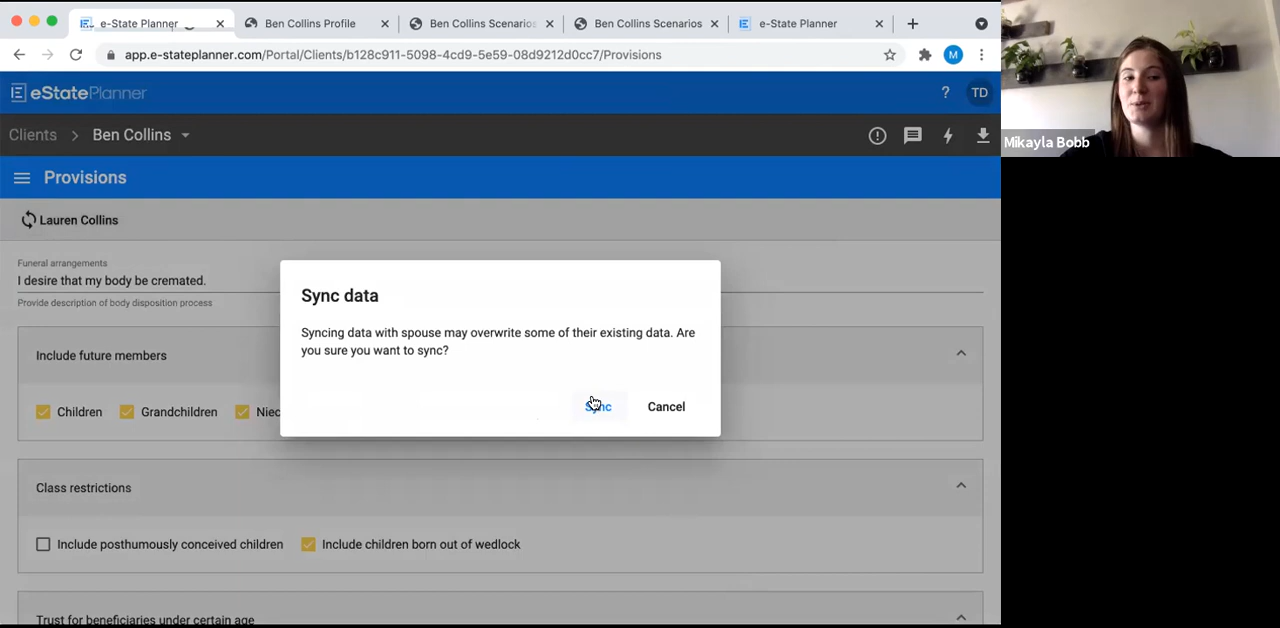 e-State Planner
Ben Collins Profile
Ben Collins Scenarios
Ben Collins Scenarios
e-State Planner
app.e-stateplanner.com/Portal/Clients/b128c911-5098-4cd9-5e59-08d9212d0cc7/Provisions
M
eStatePlanner
?
TD
Clients > Ben Collins
Mikayla Bobb
Provisions
Lauren Collins
Funeral arrangements
I desire that my body be cremated.
Provide description of body disposition process
Sync data
Syncing data with spouse may overwrite some of their existing data. Are
you sure you want to sync?
Sync Cancel
Include future members
Children Grandchildren
Class restrictions
Include posthumously conceived children Include children born out of wedlock
Trust for beneficiaries under certain age